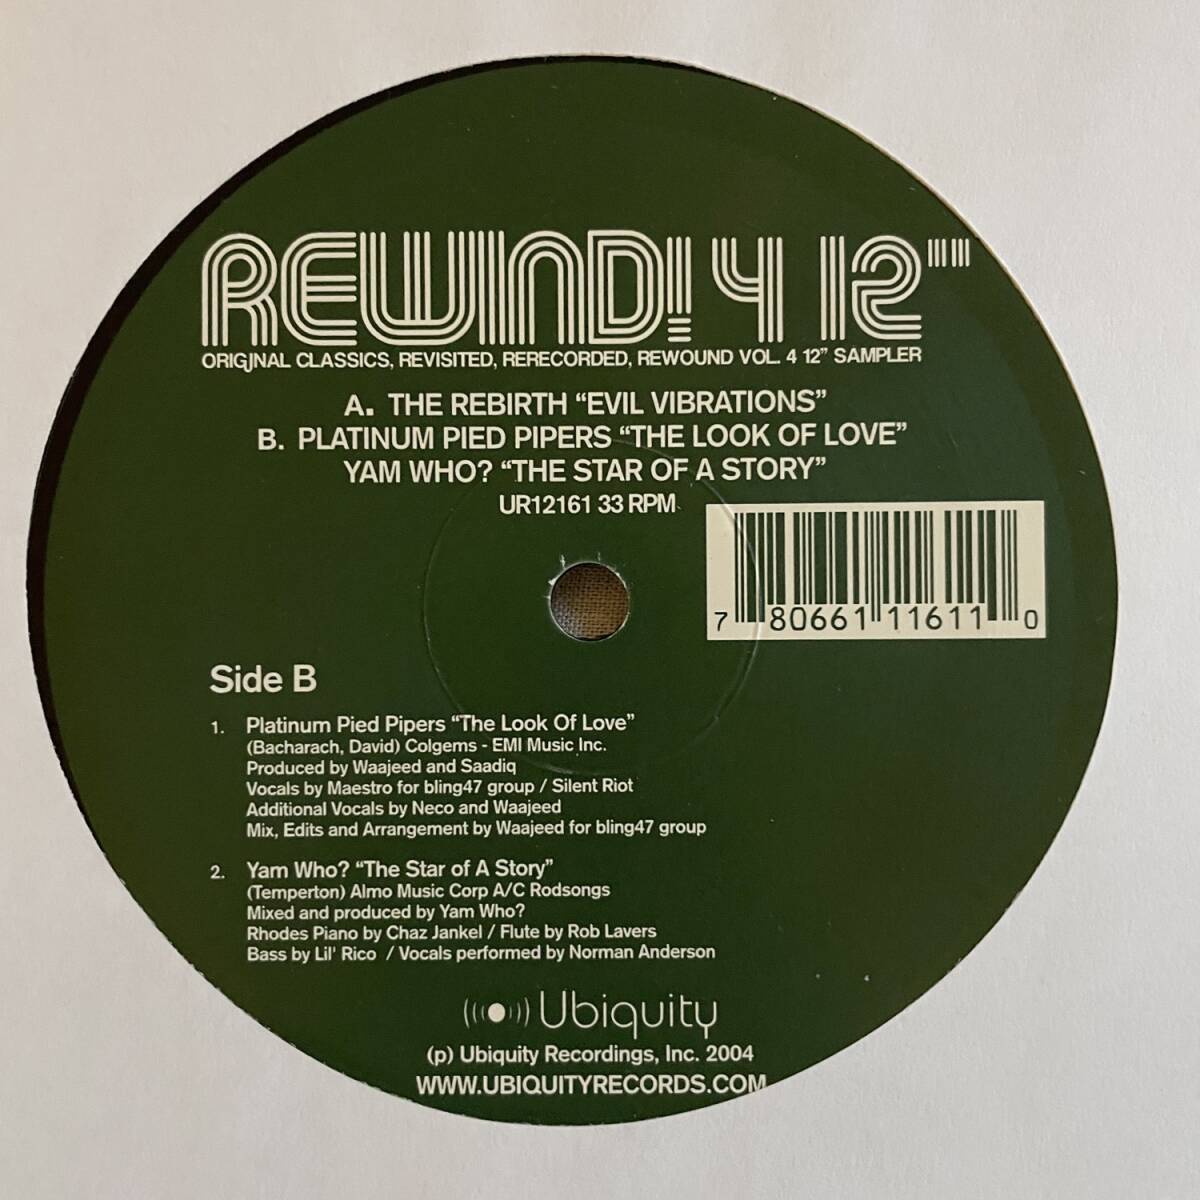 REWIND! 4 12"""
ORIGINAL CLASSICS, REVISITED, RERECORDED, REWOUND VOL. 4 12” SAMPLER
A. THE REBIRTH “EVIL VIBRATIONS”
B. PLATINUM PIED PIPERS “THE LOOK OF LOVE”
YAM WHO? “THE STAR OF A STORY”
UR12161 33 RPM
7 80661 11611 0
Side B
1. Platinum Pied Pipers “The Look Of Love”
(Bacharach, David) Colgems - EMI Music Inc.
Produced by Waajeed and Saadiq
Vocals by Maestro for bling47 group / Silent Riot
Additional Vocals by Neco and Waajeed
Mix, Edits and Arrangement by Waajeed for bling47 group
2. Yam Who? “The Star of A Story”
(Temperton) Almo Music Corp A/C Rodsongs
Mixed and produced by Yam Who?
Rhodes Piano by Chaz Jankel / Flute by Rob Lavers
Bass by Lil' Rico / Vocals performed by Norman Anderson
Ubiquity
(p) Ubiquity Recordings, Inc. 2004
WWW.UBIQUITYRECORDS.COM